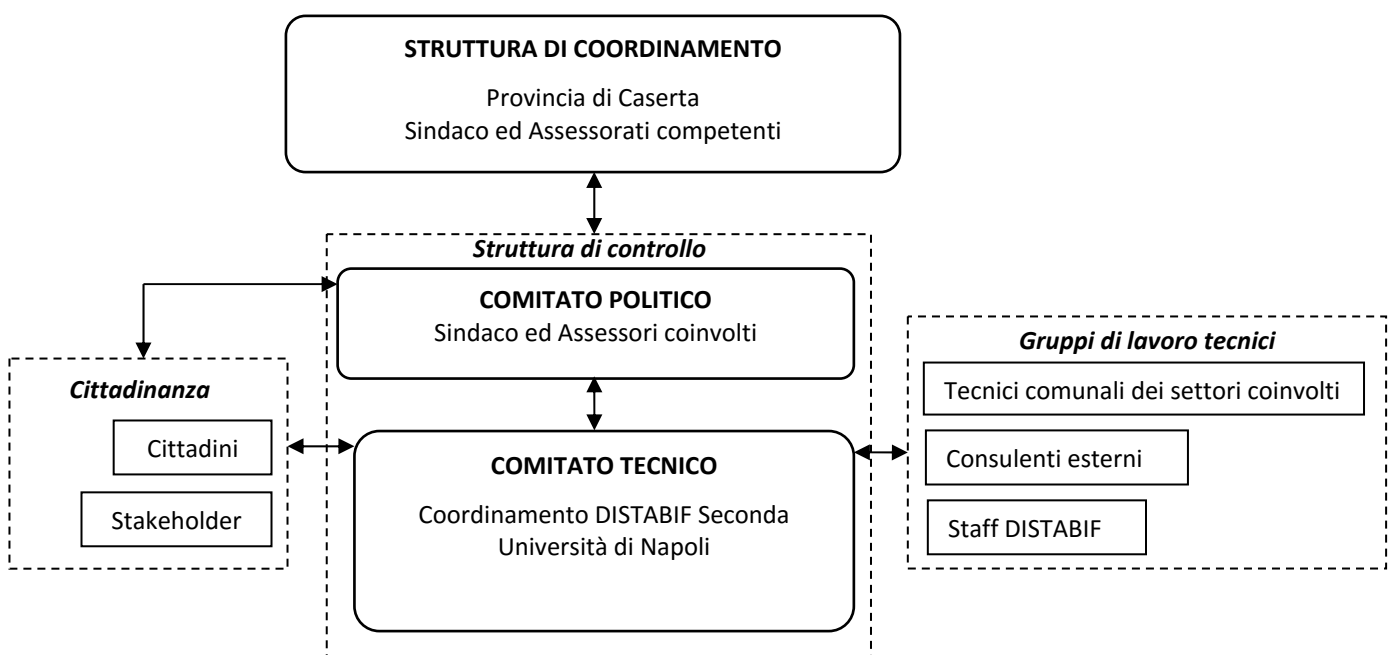 STRUTTURA DI COORDINAMENTO
Provincia di Caserta
Sindaco ed Assessorati competenti
Struttura di controllo
COMITATO POLITICO
Sindaco ed Assessori coinvolti
Cittadinanza
Cittadini
Stakeholder
COMITATO TECNICO
Coordinamento DISTABIF Seconda
Università di Napoli
Gruppi di lavoro tecnici
Tecnici comunali dei settori coinvolti
Consulenti esterni
Staff DISTABIF